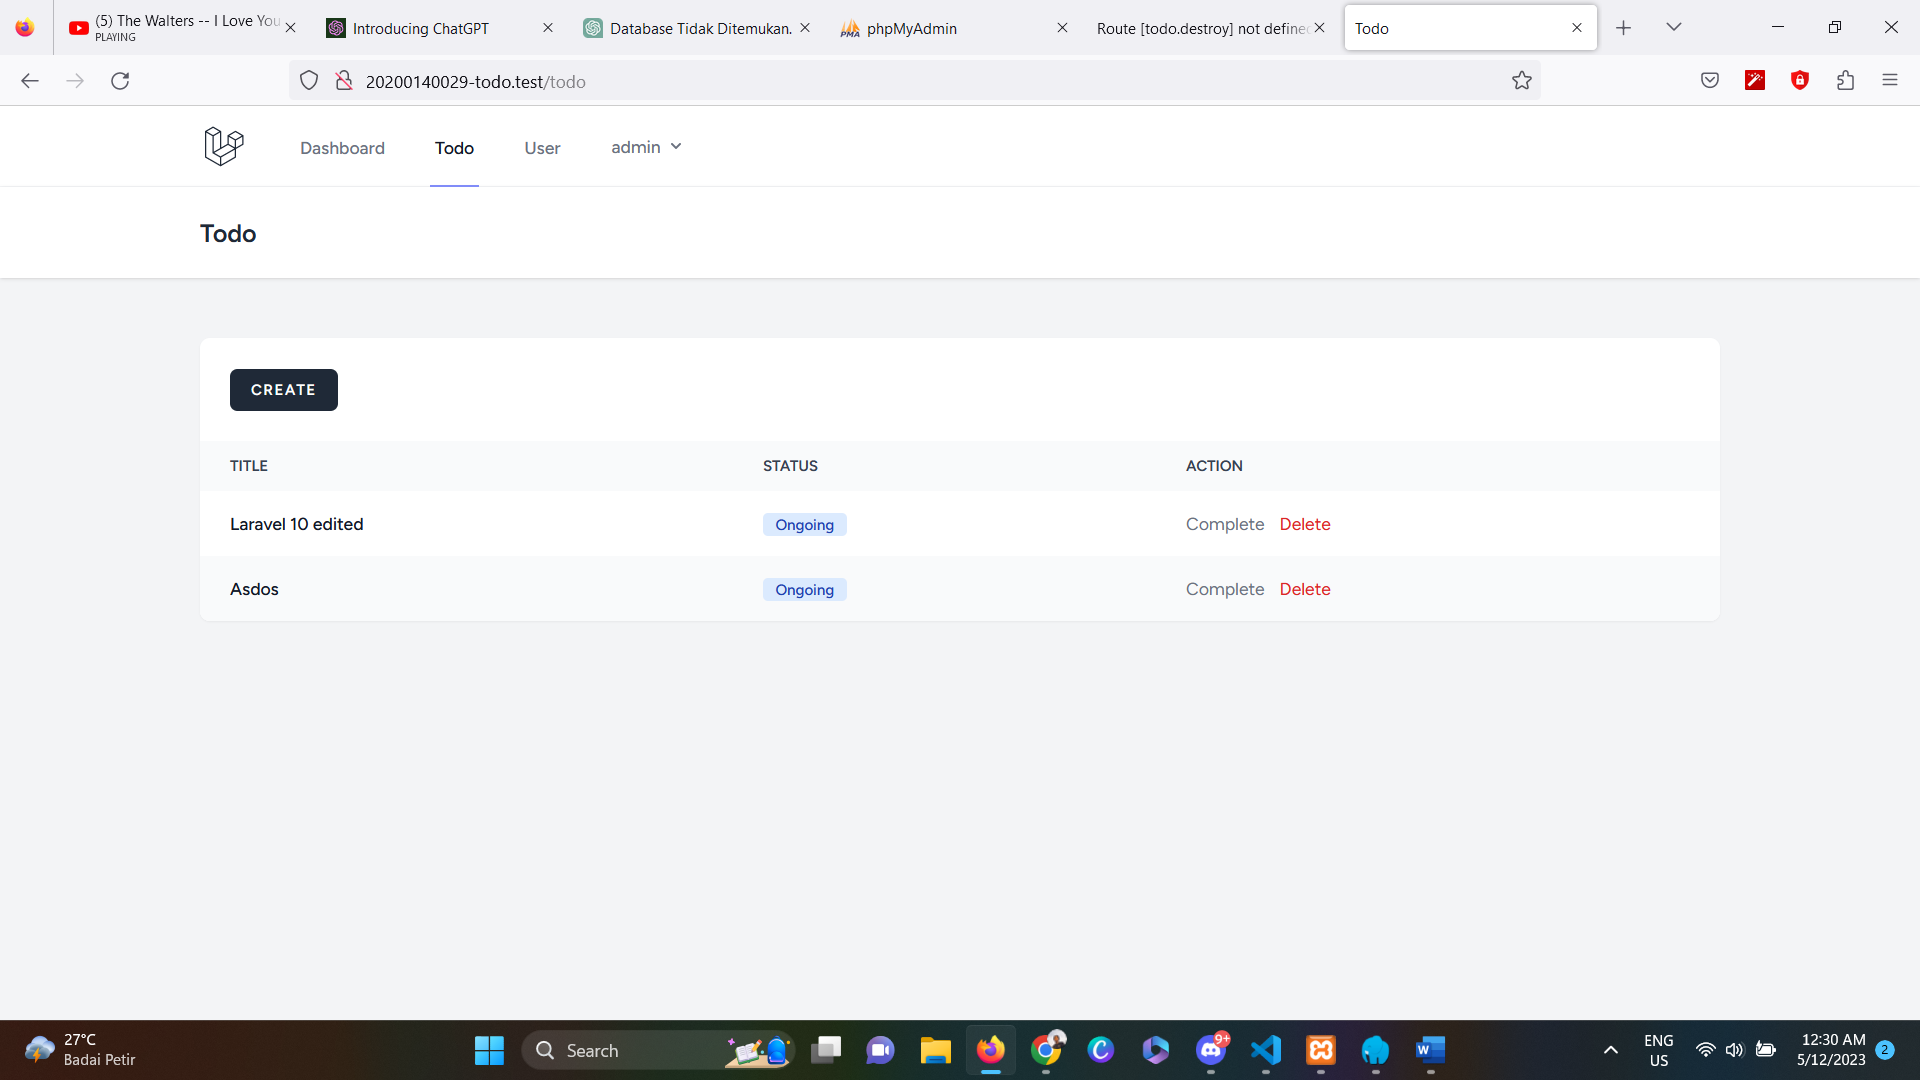 (5) The Walters -- I Love You
PLAYING
Introducing ChatGPT
Database Tidak Ditemukan.
PMA
phpMyAdmin
Route [todo.destroy] not defined
Todo
20200140029-todo.test/todo
Dashboard
Todo
User
admin
Todo
CREATE
TITLE
STATUS
ACTION
Laravel 10 edited
Ongoing
Complete
Delete
Asdos
Ongoing
Complete
Delete
27°C
Badai Petir
Search
9+
ENG
US
12:30 AM
5/12/2023
2